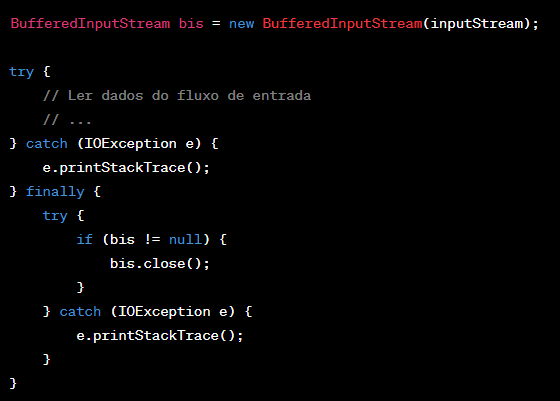 BufferedInputStream bis = new BufferedInputStream(inputStream);
try {
// Ler dados do fluxo de entrada
// ...
} catch (IOException e) {
e.printStackTrace();
} finally {
try {
if (bis != null) {
bis.close();
}
} catch (IOException e) {
e.printStackTrace();
}
}